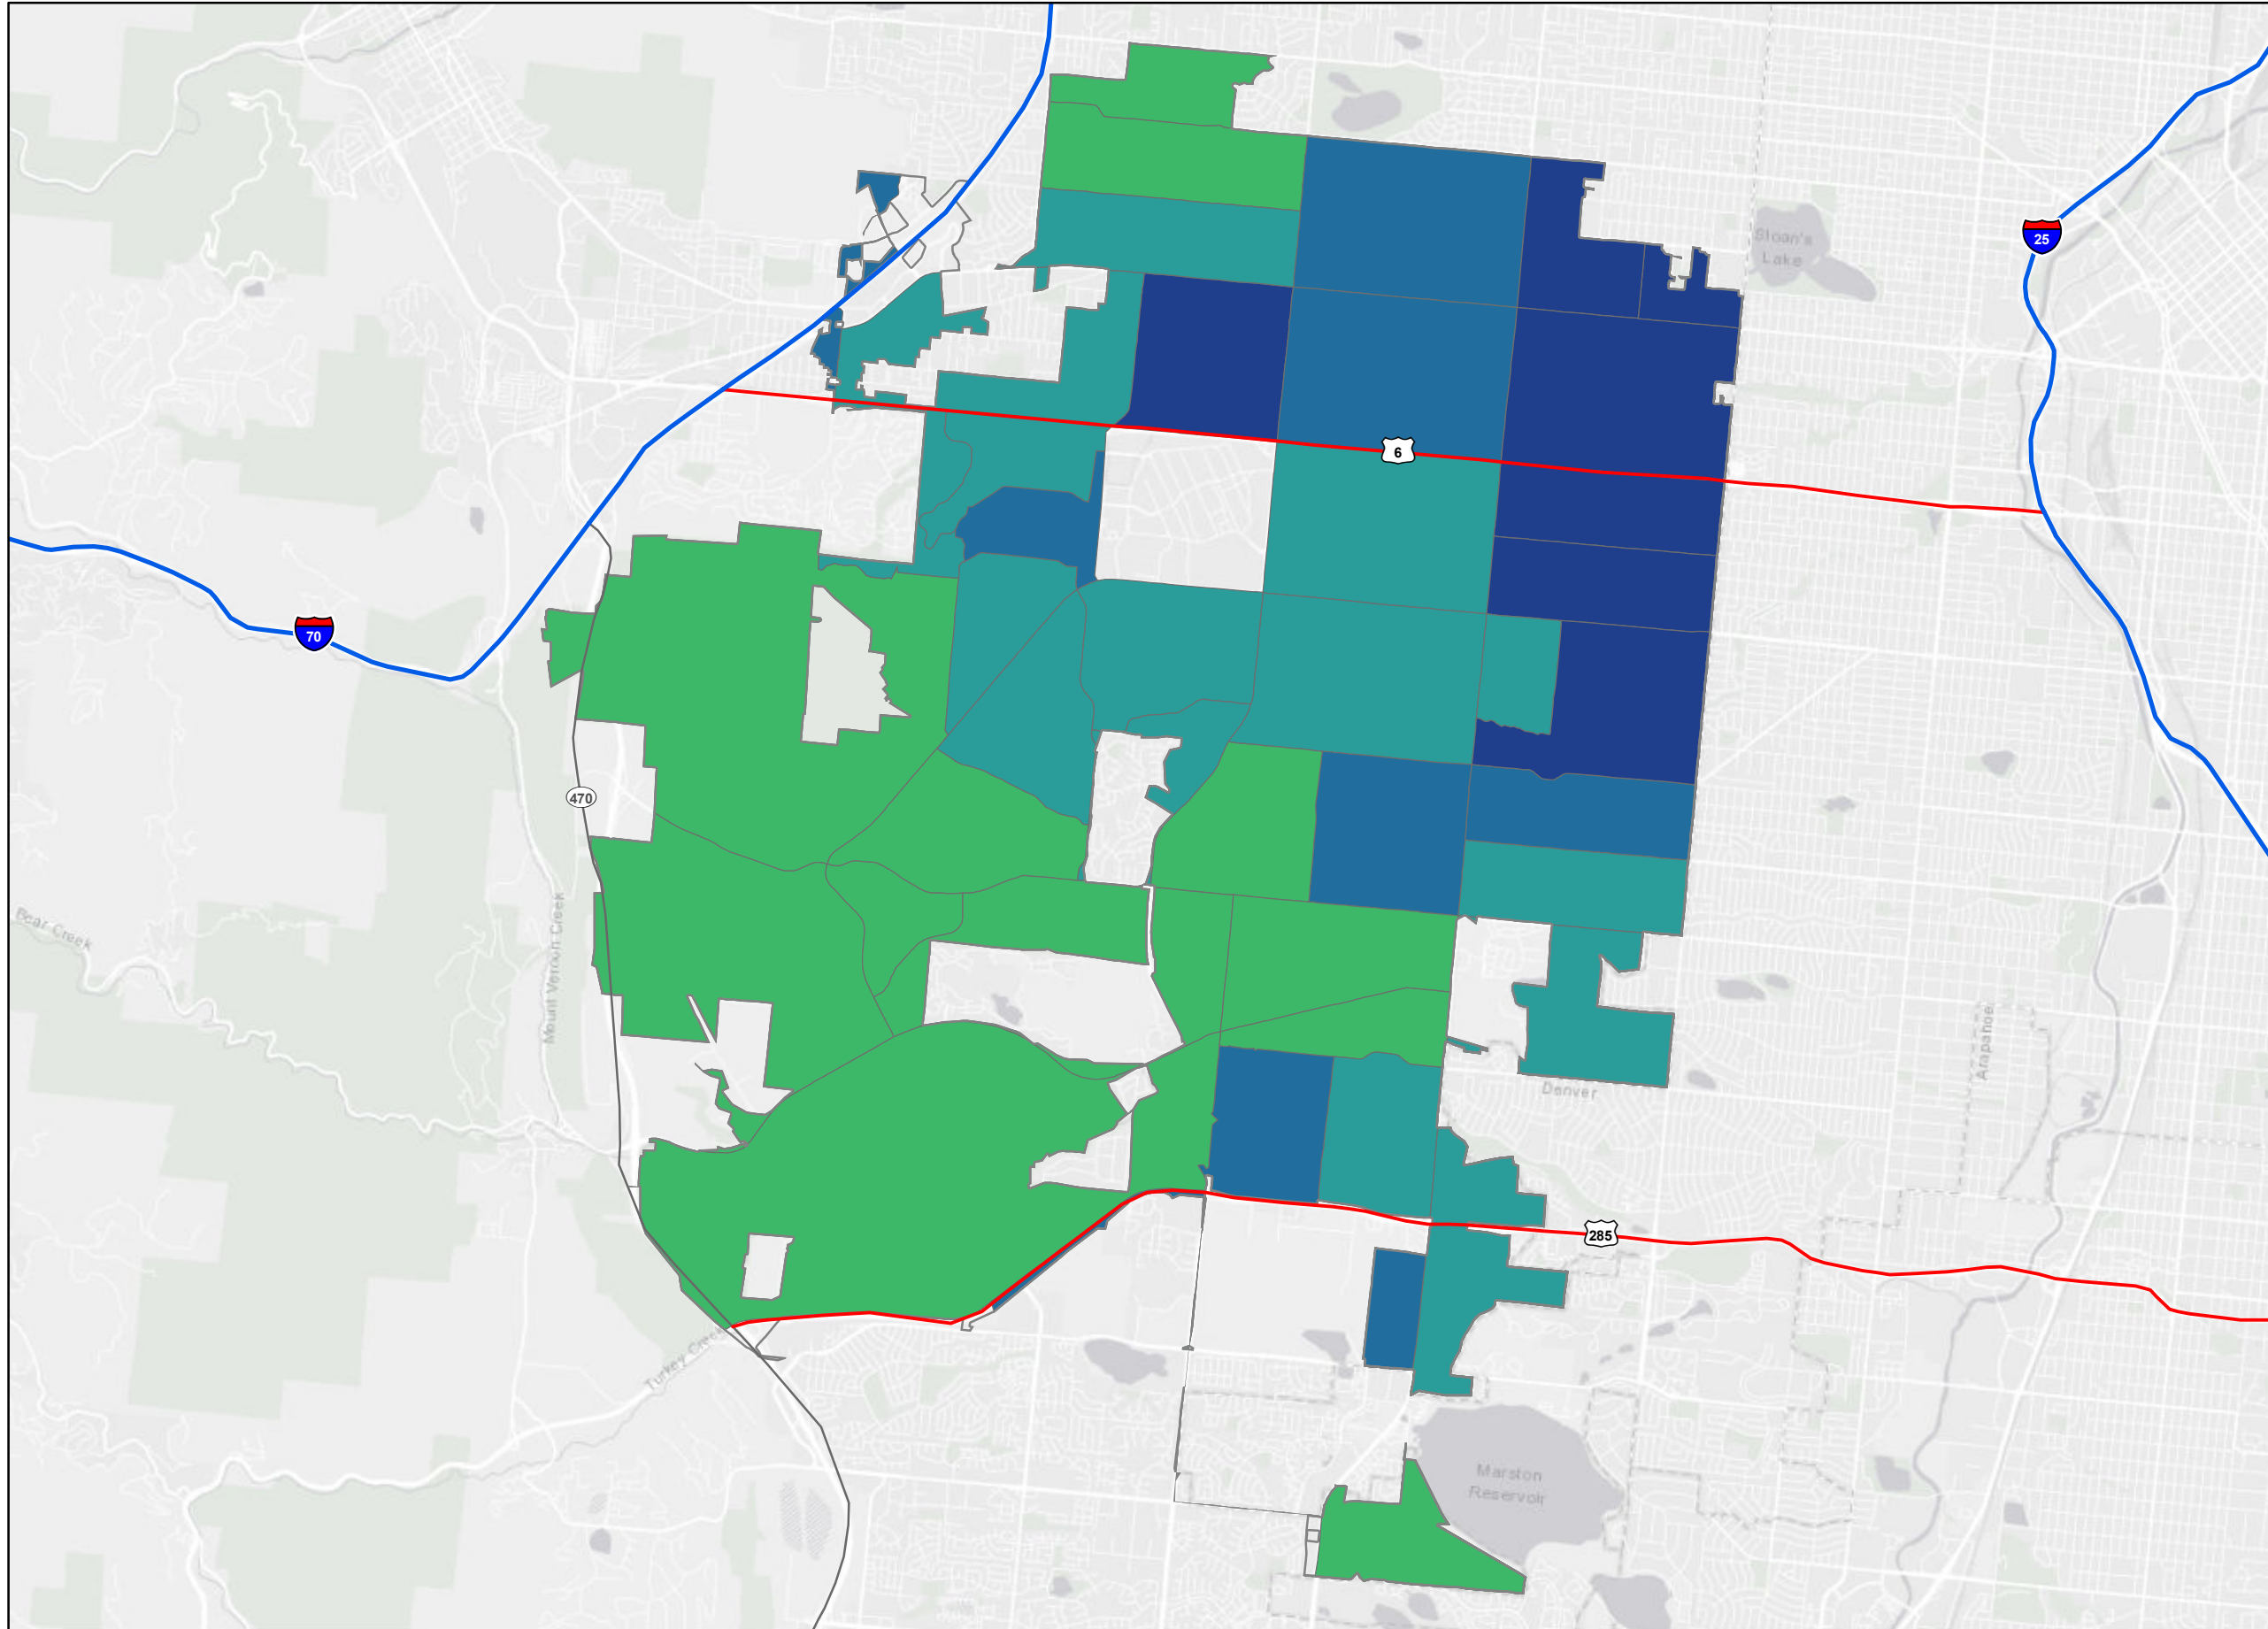 Sloan's
Lake
25
6
70
470
Bear Creek
Mount Vernon Creek
Arapahoe
Denver
285
Turkey Creek
Marston
Reservoir